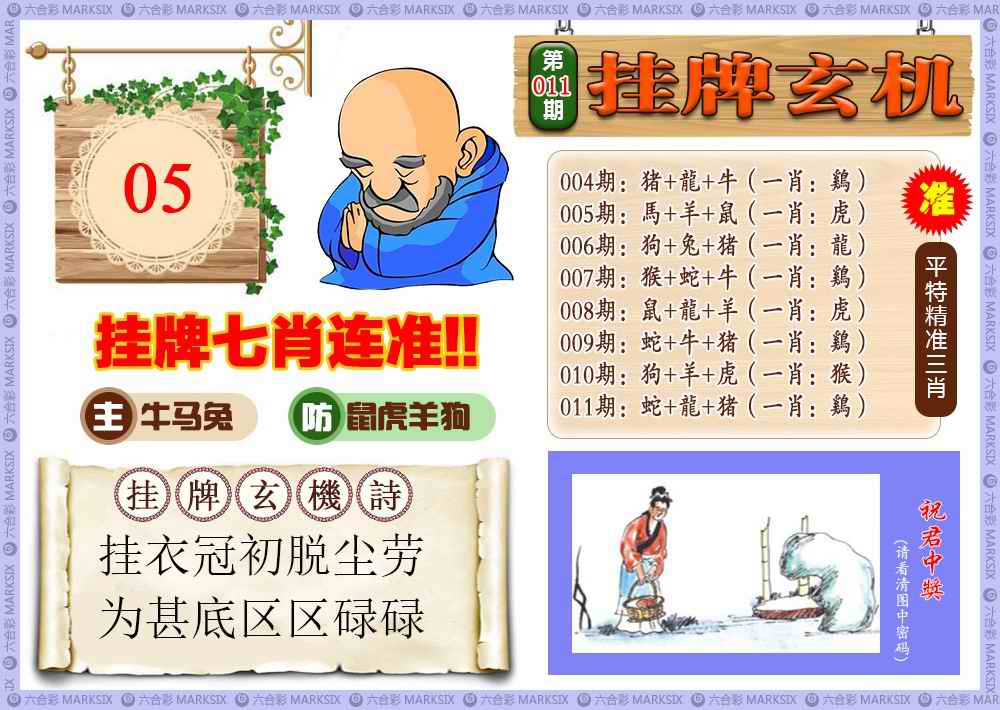 六合彩 MARKSIX
05
第
011
期
挂牌玄机
004期：猪+龍+牛（一肖：鷄）
005期：馬+羊+鼠（一肖：虎）
006期：狗+兔+猪（一肖：龍）
007期：猴+蛇+牛（一肖：鷄）
008期：鼠+龍+羊（一肖：虎）
009期：蛇+牛+猪（一肖：鷄）
010期：狗+羊+虎（一肖：猴）
011期：蛇+龍+猪（一肖：鷄）
准
平特精准三肖
挂牌七肖连准!!
主 牛马兔
防 鼠虎羊狗
挂牌玄機詩
挂衣冠初脱尘劳
为甚底区区碌碌
祝君中獎
(请看清图中密码)